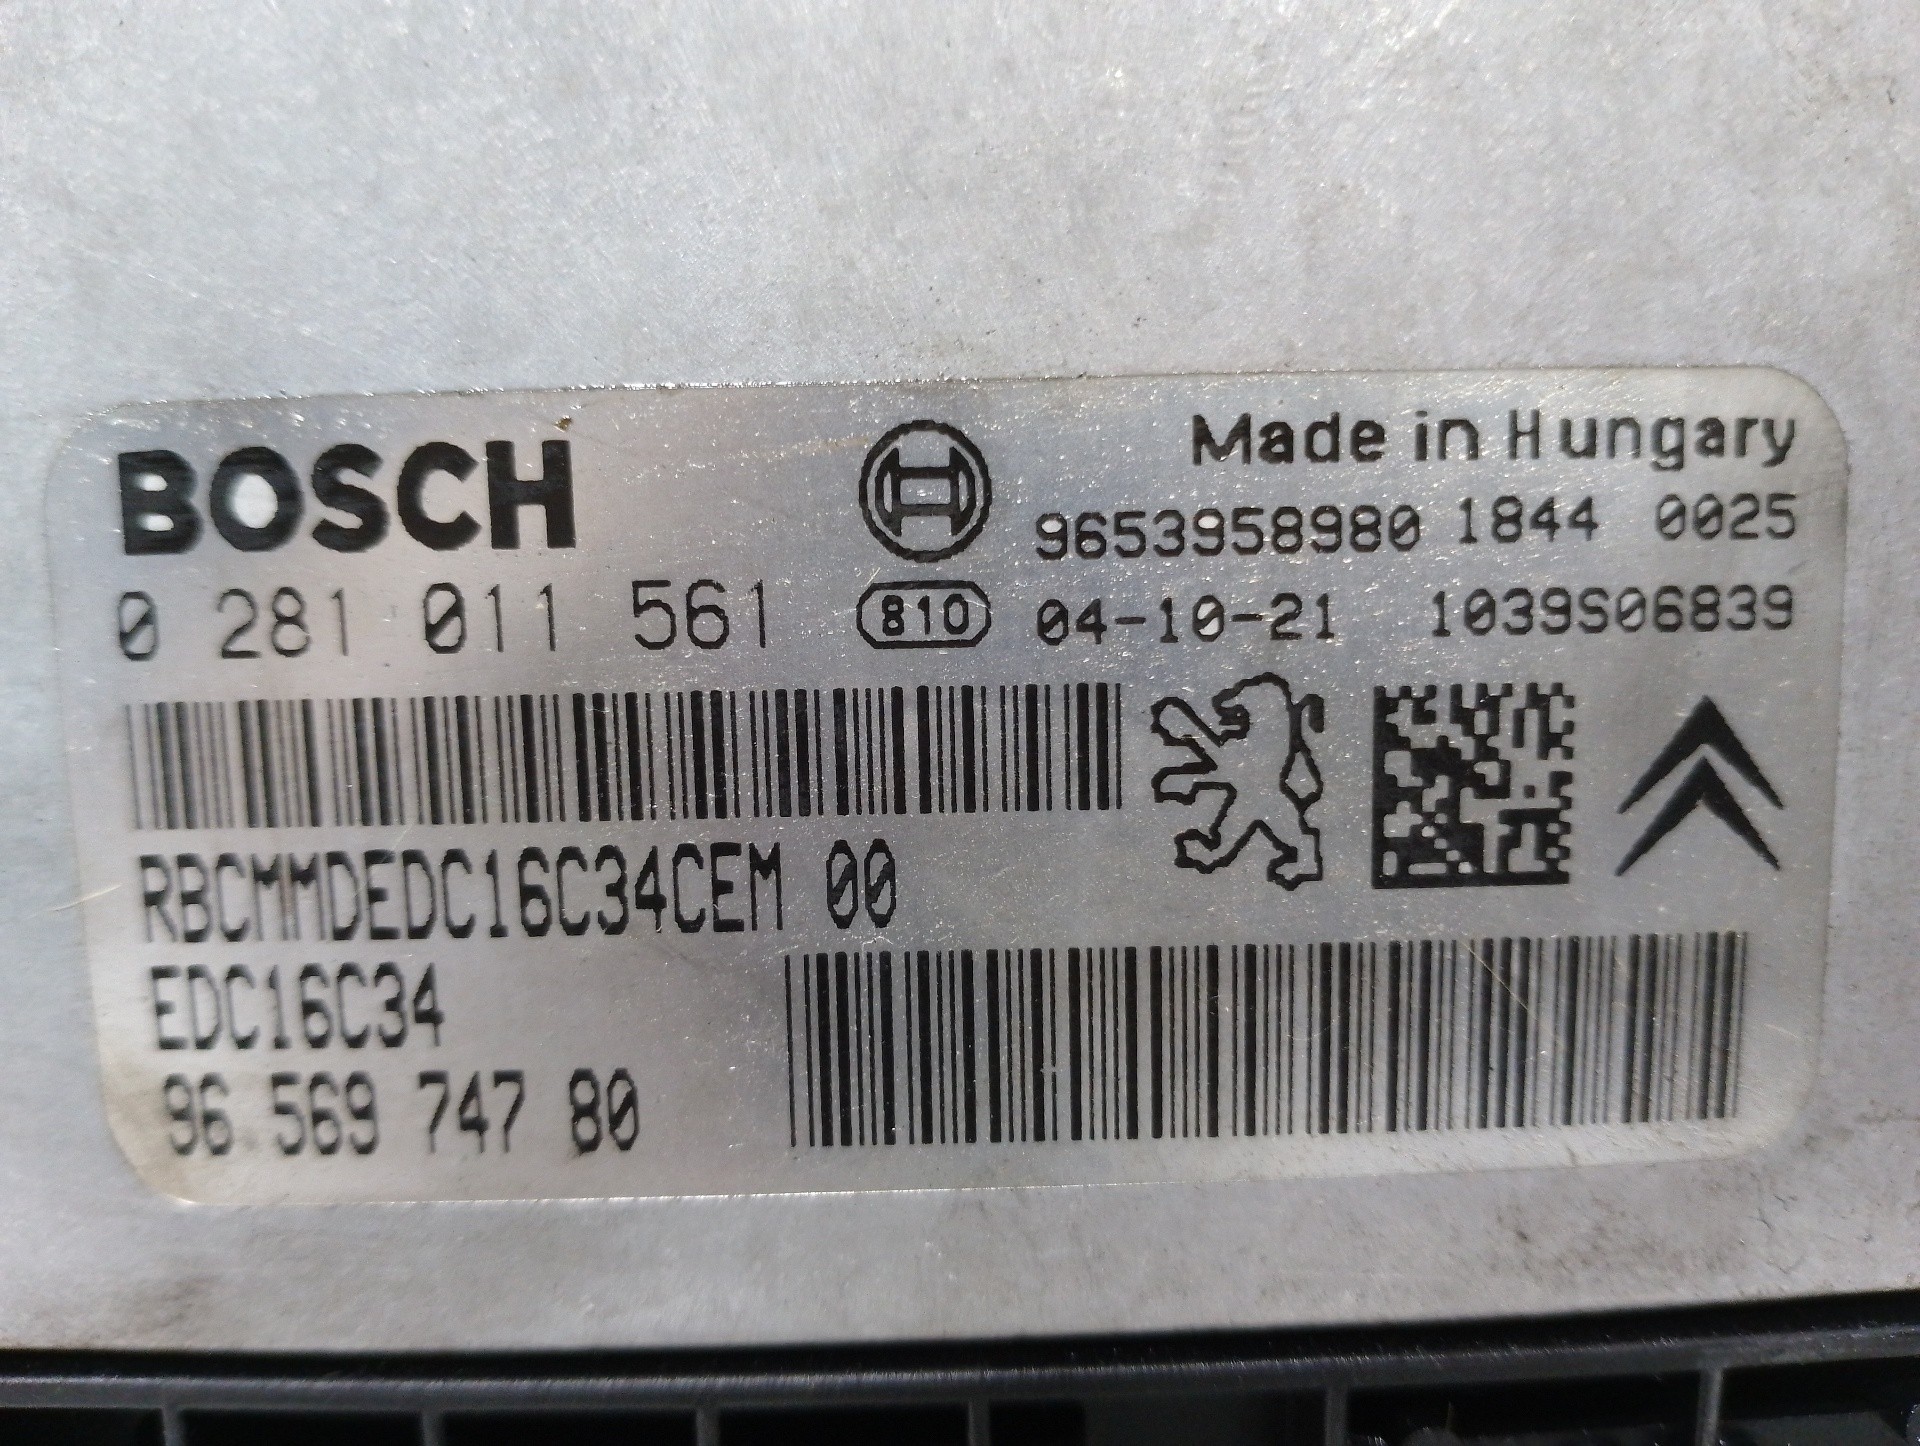 BOSCH
Made in Hungary
9653958980 1844 0025
0 281 011 561 810 04-10-21 1039S06839
RBCMMDEDC16C34CEM 00
EDC16C34
96 569 747 80